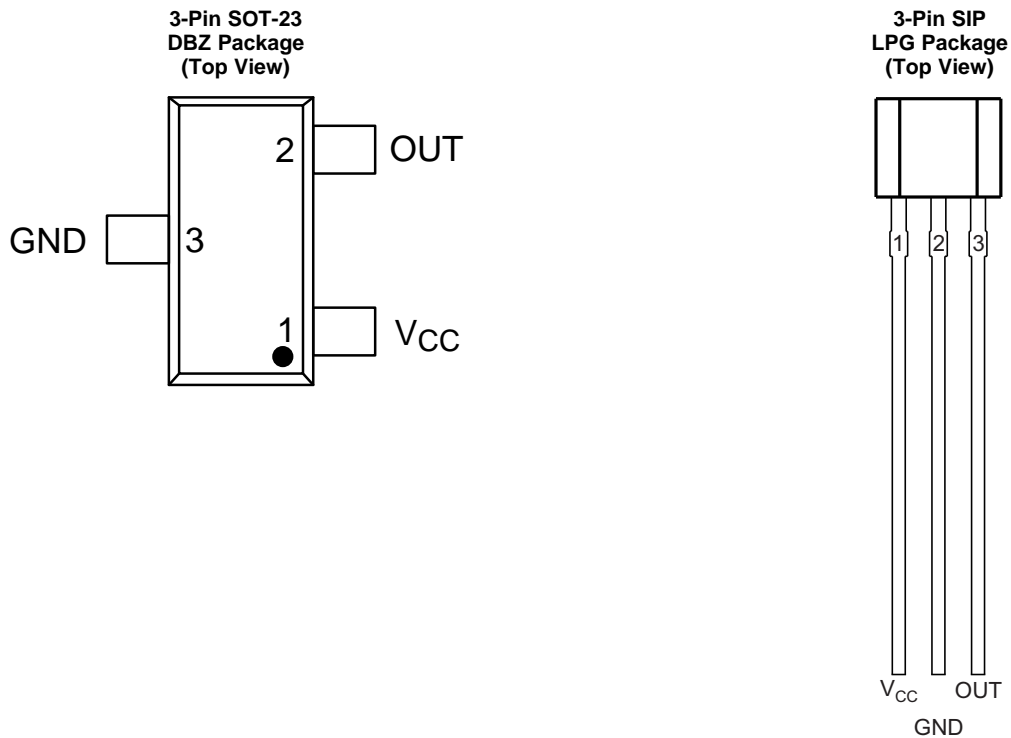 3-Pin SOT-23
DBZ Package
(Top View)
2
OUT
GND
3
1
VCC
3-Pin SIP
LPG Package
(Top View)
1
2
3
VCC
OUT
GND